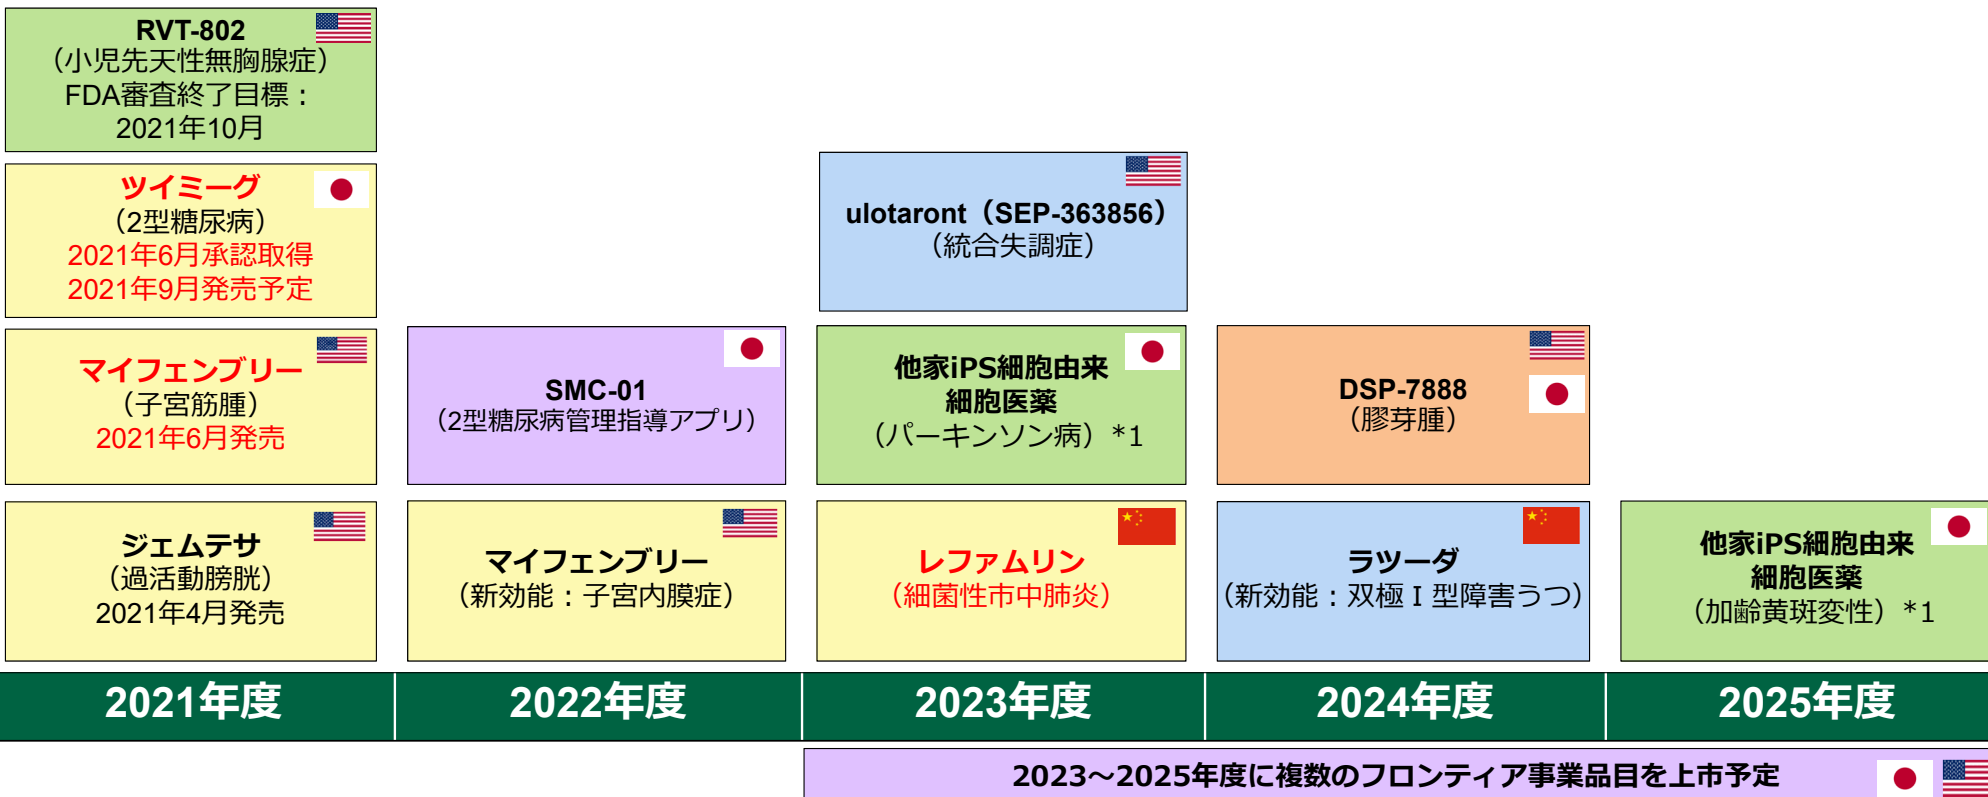 RVT-802
（小児先天性無胸腺症）
FDA審査終了目標：
2021年10月
ツイミーグ
（2型糖尿病）
2021年6月承認取得
2021年9月発売予定
マイフェンブリー
（子宮筋腫）
2021年6月発売
ジェムテサ
（過活動膀胱）
2021年4月発売
SMC-01
（2型糖尿病管理指導アプリ）
マイフェンブリー
（新効能：子宮内膜症）
ulotaront（SEP-363856）
（統合失調症）
他家iPS細胞由来
細胞医薬
（パーキンソン病）*1
レファムリン
（細菌性市中肺炎）
DSP-7888
（膠芽腫）
ラツーダ
（新効能：双極Ⅰ型障害うつ）
他家iPS細胞由来
細胞医薬
（加齢黄斑変性）*1
2021年度
2022年度
2023年度
2024年度
2025年度
2023～2025年度に複数のフロンティア事業品目を上市予定